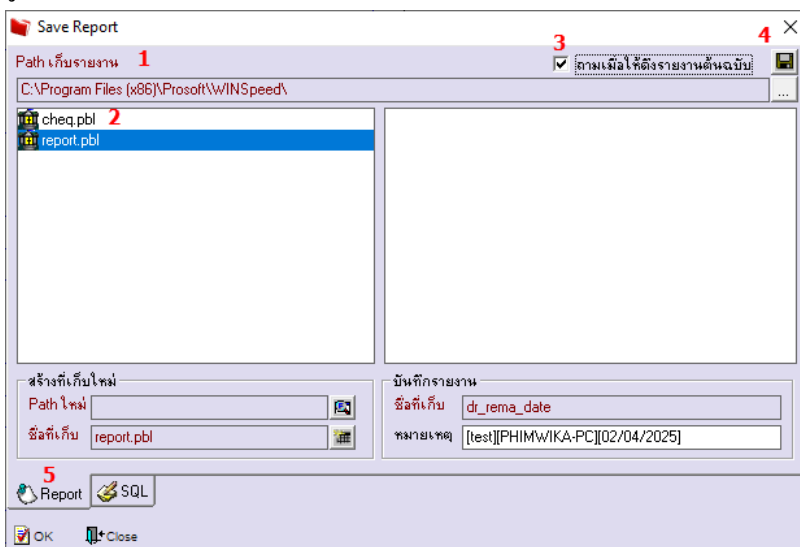 Save Report
4
Path เก็บรายงาน 1
3
ถามเมื่อให้ดึงรายงานต้นฉบับ
C:\Program Files (x86)\Prosoft\WINSpeed\
...
cheq.pbl 2
report.pbl
สร้างที่เก็บใหม่
Path ใหม่
ชื่อที่เก็บ report.pbl
บันทึกรายงาน
ชื่อที่เก็บ dr_rema_date
หมายเหตุ [test][PHIMWIKA-PC][02/04/2025]
5
Report SQL
OK Close